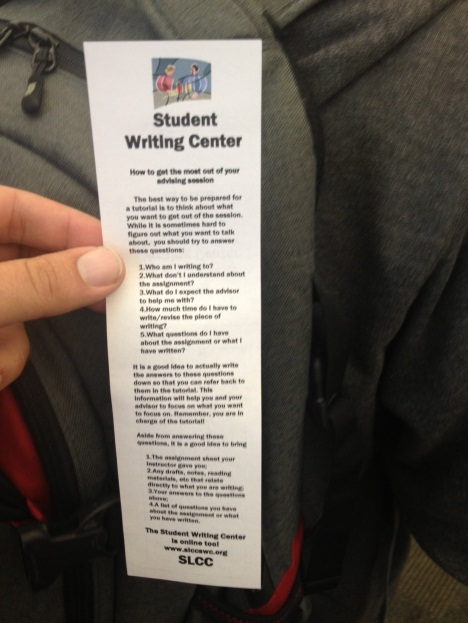 Student
Writing Center
How to get the most out of your
advising session
The best way to be prepared for
a tutorial is to think about what
you want to get out of the session.
While it is sometimes hard to
figure out what you want to talk
about, you should try to answer
these questions:
1.Who am I writing to?
2.What don't I understand about
the assignment?
3.What do I expect the advisor
to help me with?
4.How much time do I have to
write/revise the piece of
writing?
5.What questions do I have
about the assignment or what I
have written?
It is a good idea to actually write
the answers to these questions
down so that you can refer back to
them in the tutorial. This
information will help you and your
advisor to focus on what you want
to focus on. Remember, you are in
charge of the tutorial!
Aside from answering these
questions, it is a good idea to bring
1.The assignment sheet your
instructor gave you;
2.Any drafts, notes, reading
materials, etc that relate
directly to what you are writing;
3.Your answers to the questions
above;
4.A list of questions you have
about the assignment or what
you have written.
The Student Writing Center
is online too!
www.slccswc.org
SLCC